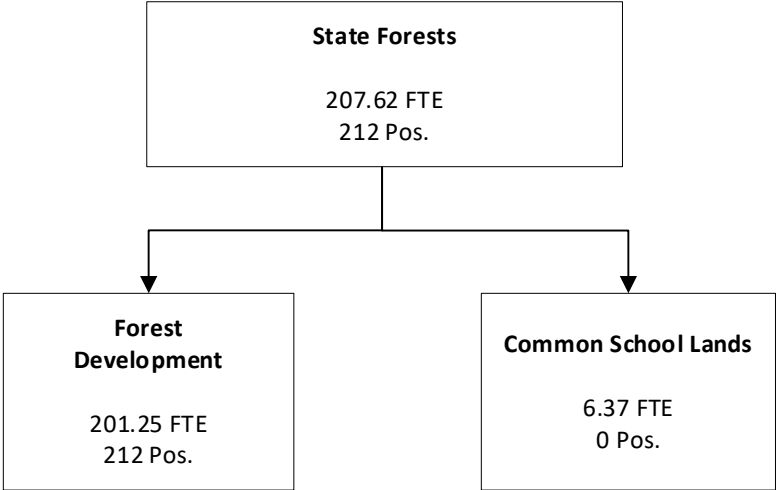 State Forests
207.62 FTE
212 Pos.
Forest
Development
201.25 FTE
212 Pos.
Common School Lands
6.37 FTE
0 Pos.